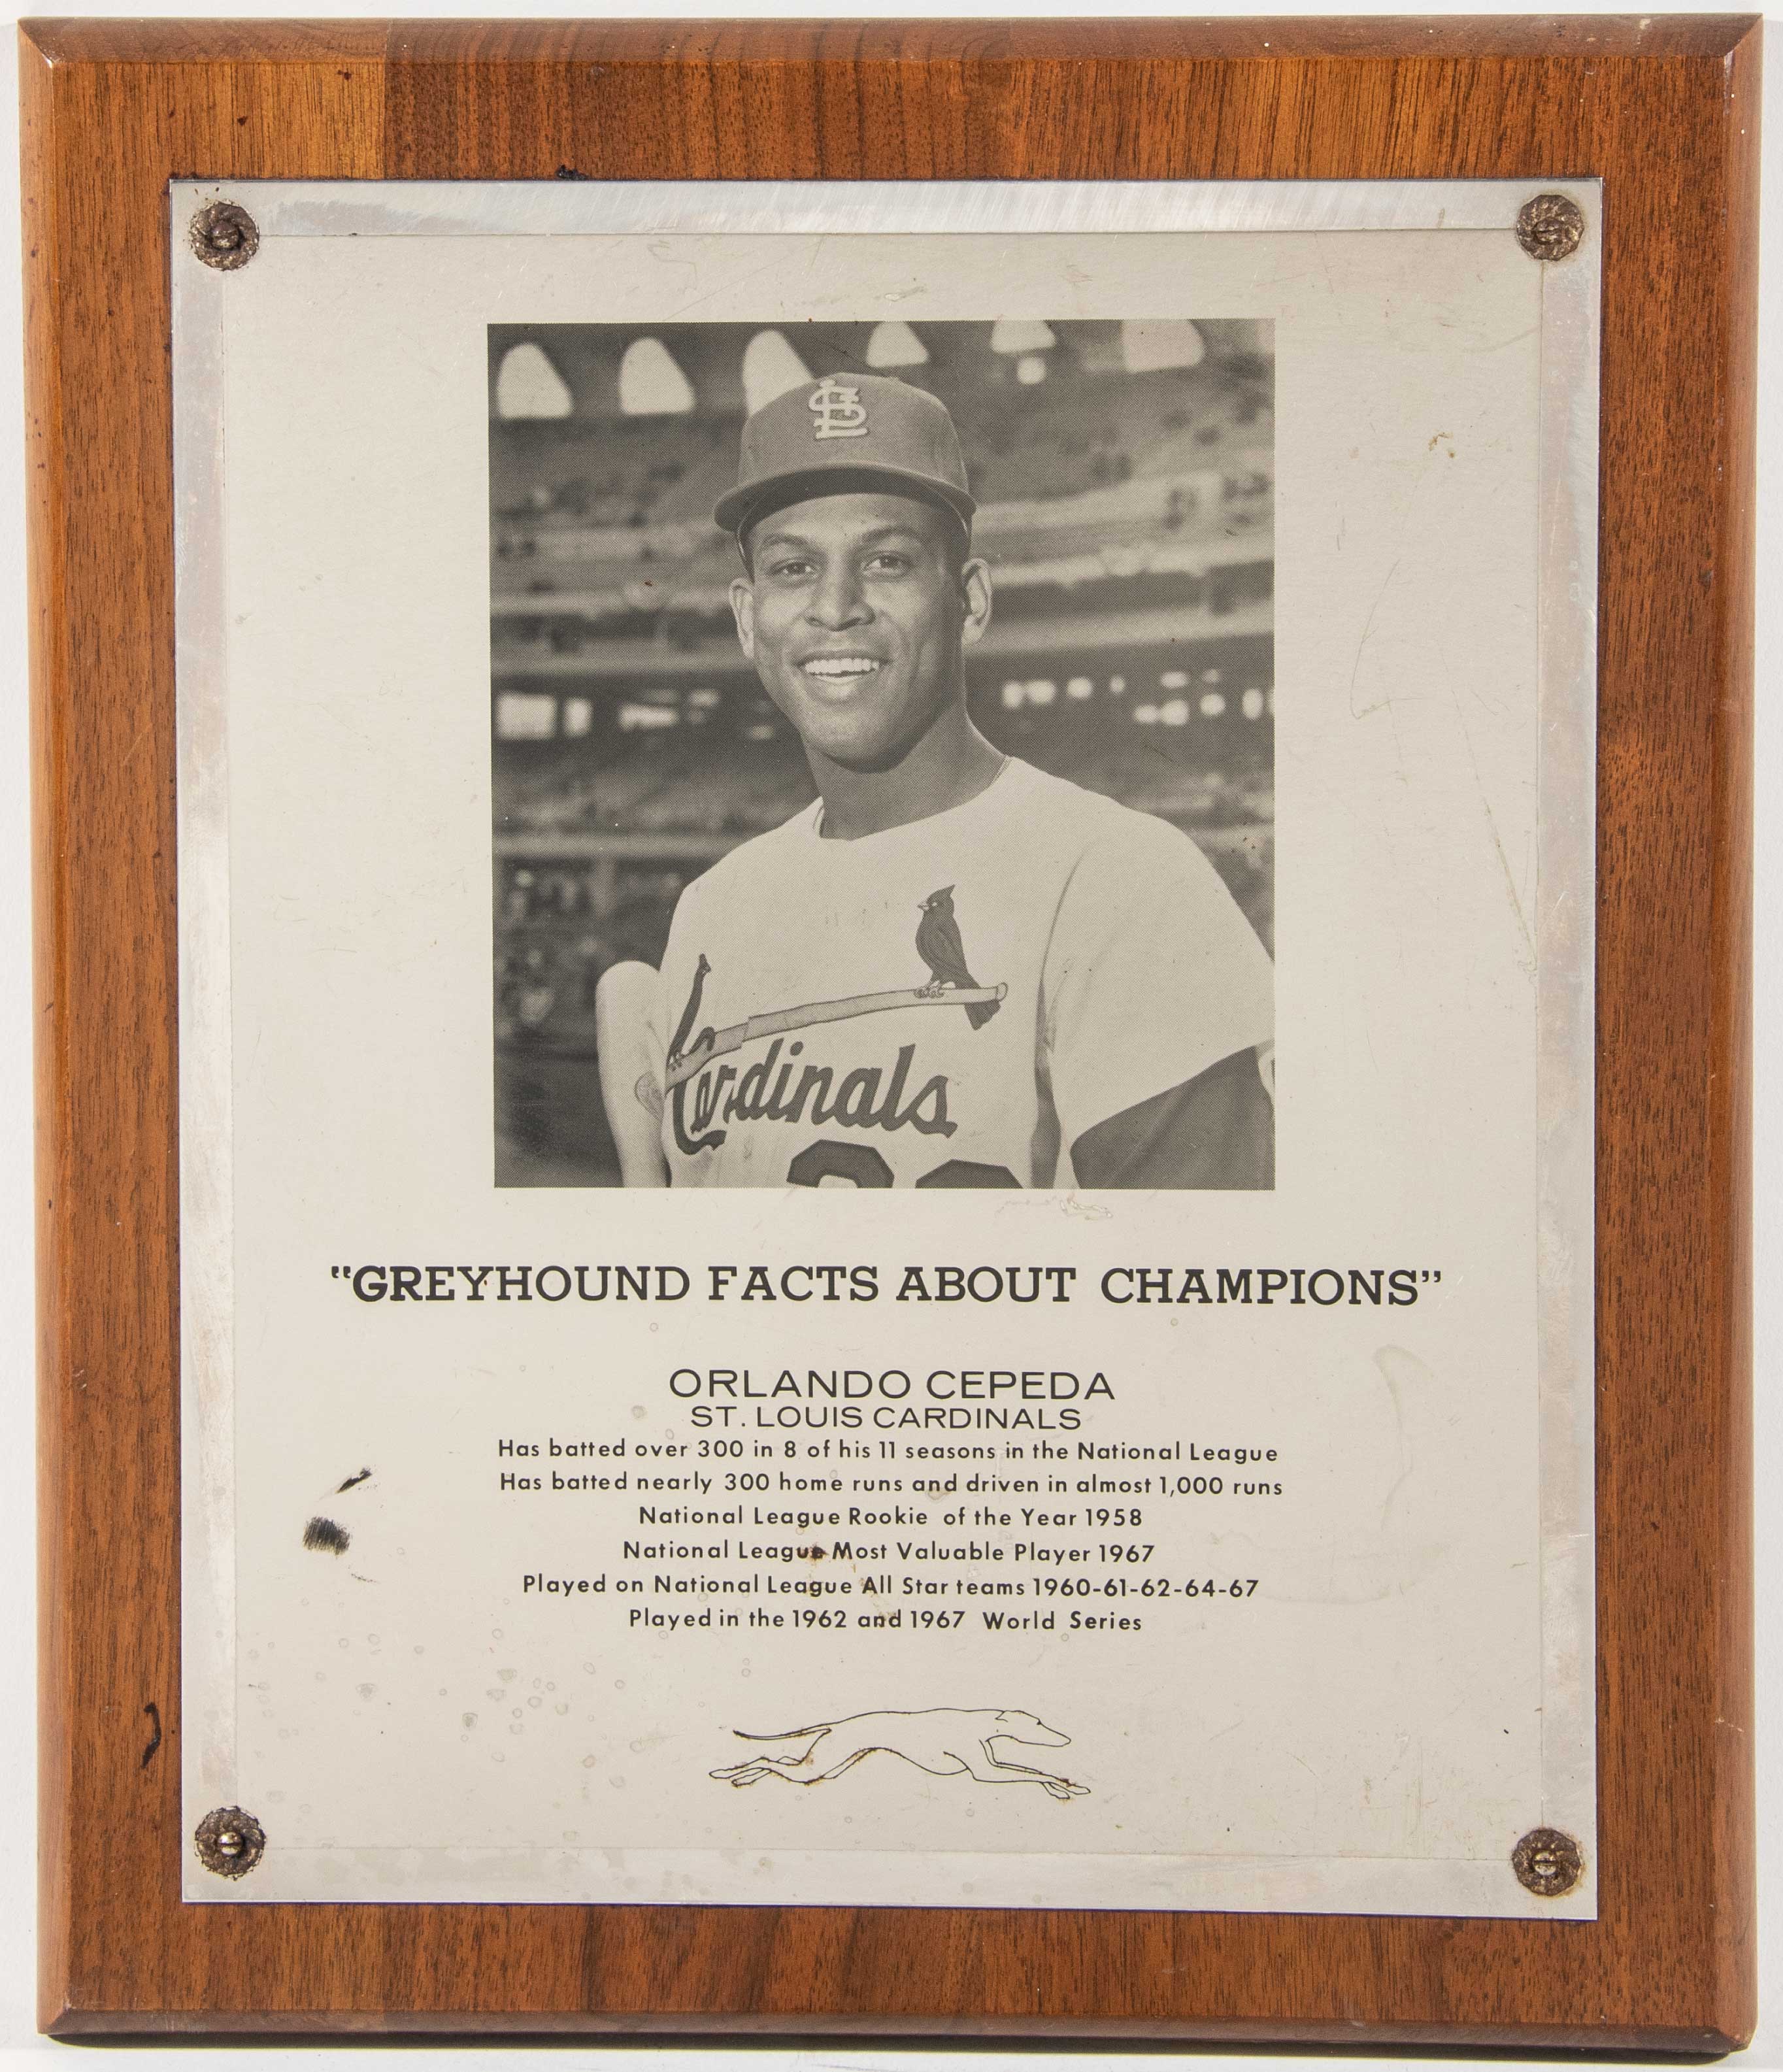 STL
Cardinals
"GREYHOUND FACTS ABOUT CHAMPIONS"
ORLANDO CEPEDA
ST. LOUIS CARDINALS
Has batted over 300 in 8 of his 11 seasons in the National League
Has batted nearly 300 home runs and driven in almost 1,000 runs
National League Rookie of the Year 1958
National League Most Valuable Player 1967
Played on National League All Star teams 1960-61-62-64-67
Played in the 1962 and 1967 World Series